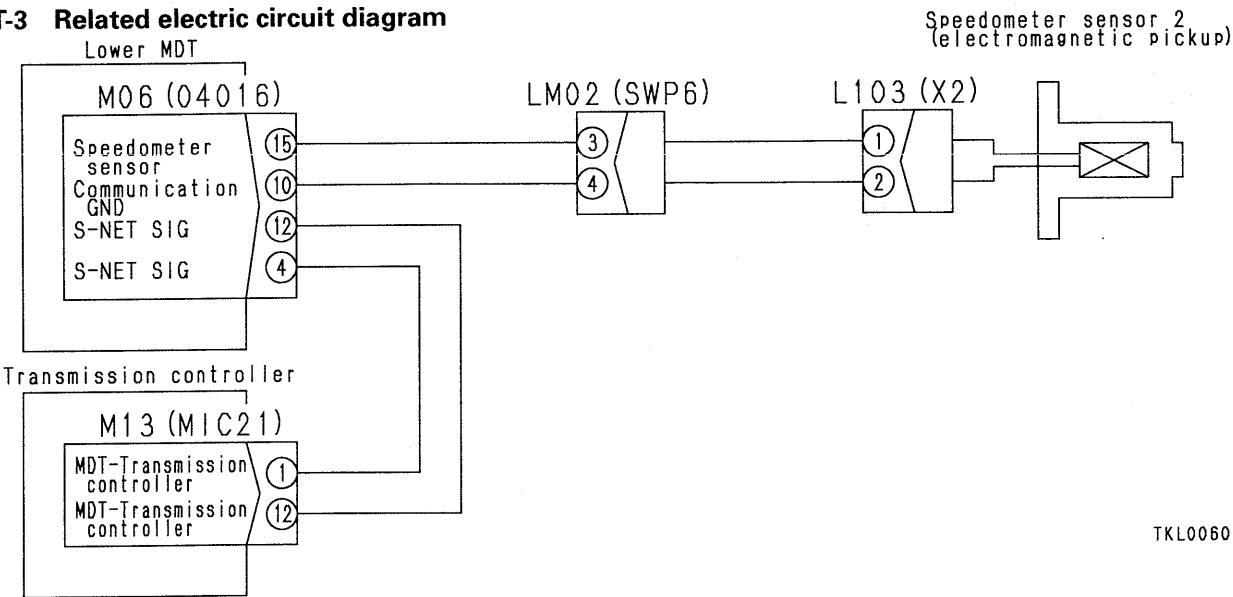 T-3 Related electric circuit diagram
Speedometer sensor 2
(electromagnetic pickup)
Lower MDT
M06 (04016)
LM02 (SWP6)
L103 (X2)
Speedometer
sensor
15
3
1
Communication
GND
10
4
2
S-NET SIG
12
S-NET SIG
4
Transmission controller
M13 (MIC21)
MDT-Transmission
controller
1
MDT-Transmission
controller
12
TKL0060